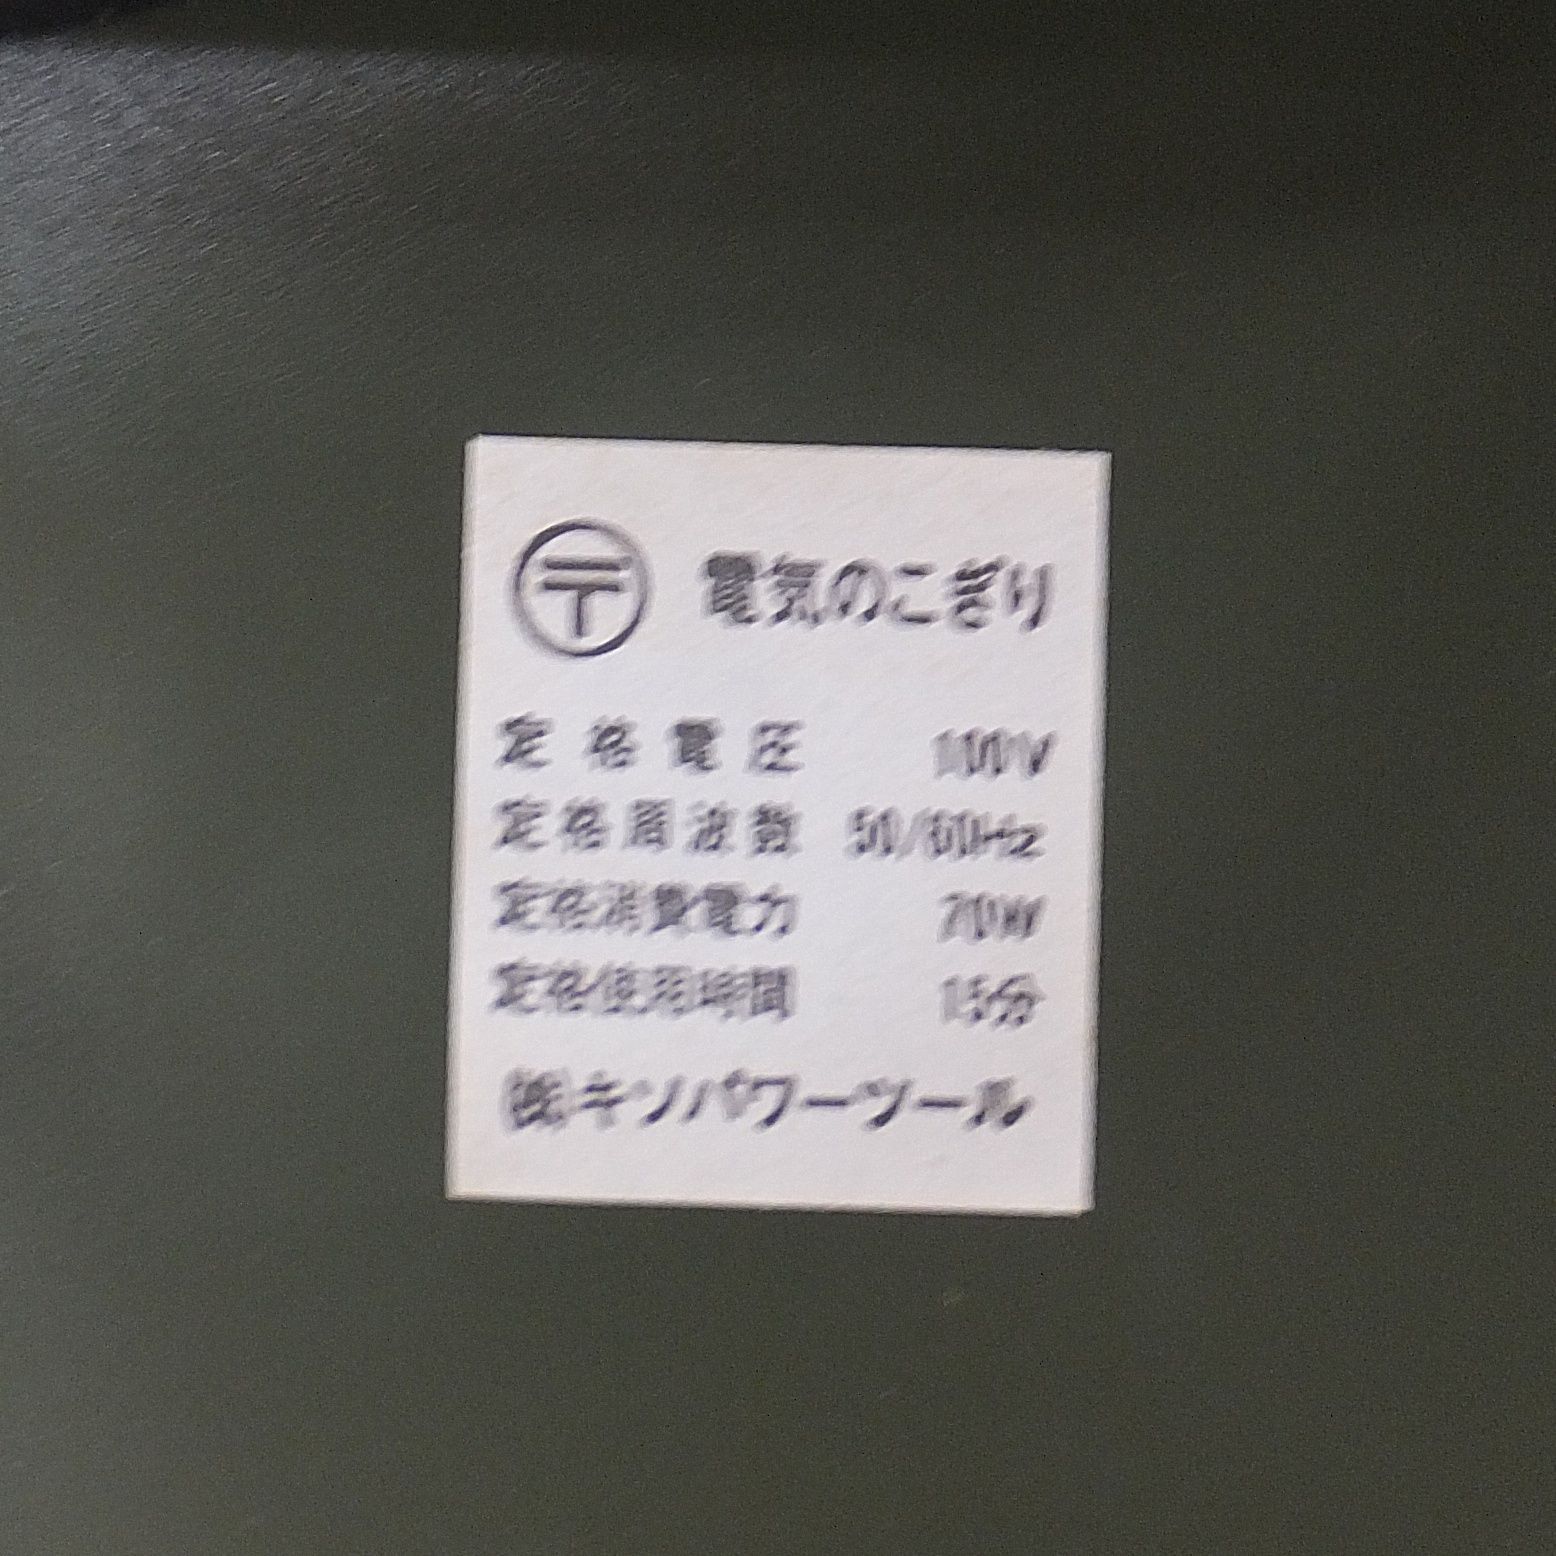 〒 電気のこぎり
定格電圧 100V
定格周波数 50/60Hz
定格消費電力 70W
定格使用時間 15分
㈱キソパワーツール